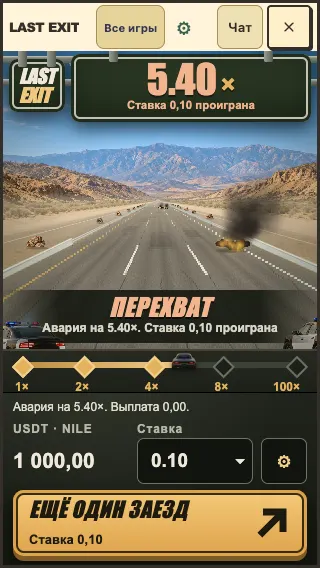 LAST EXIT
Все игры
Чат
×
LAST
EXIT
5.40×
Ставка 0,10 проиграна
ПЕРЕХВАТ
Авария на 5.40×. Ставка 0,10 проиграна
1× 2× 4× 8× 100×
Авария на 5.40×. Выплата 0,00.
USDT · NILE
Ставка
1 000,00
0.10
ЕЩЁ ОДИН ЗАЕЗД
Ставка 0,10